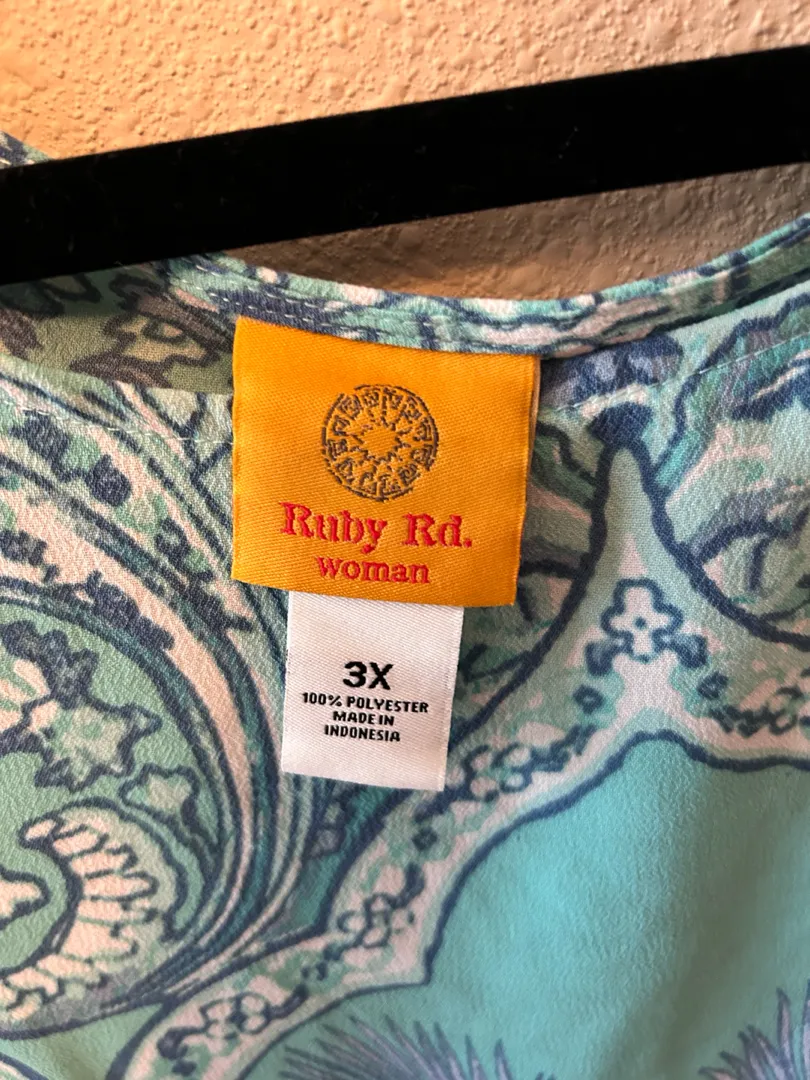 Ruby Rd.
woman
3X
100% POLYESTER
MADE IN
INDONESIA